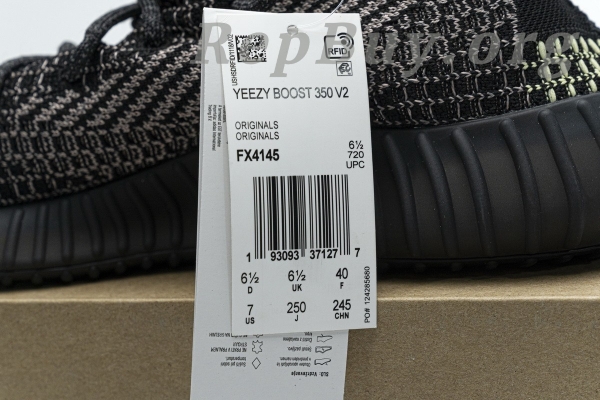 RepBuy.org
RFID
YEEZY BOOST 350 V2
ORIGINALS
ORIGINALS
FX4145
6½
720
UPC
1 93093 37127 7
6½ 6½ 40
D UK F
7 250 245
US J CHN
PO# 124285680